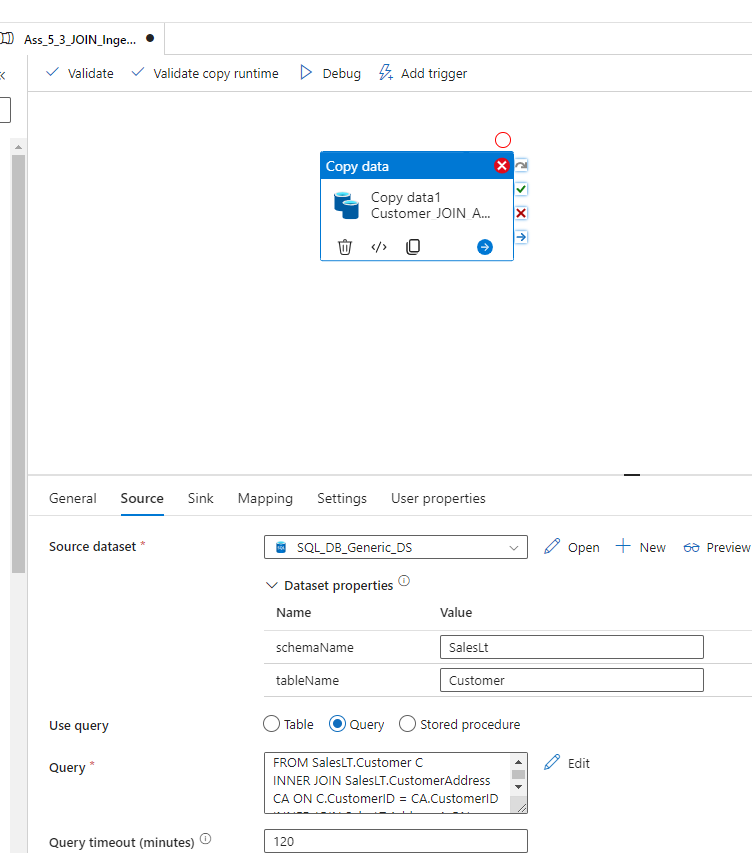 Ass_5_3_JOIN_Inge...
Validate
Validate copy runtime
Debug
Add trigger
Copy data
Copy data1
Customer_JOIN_A...
General
Source
Sink
Mapping
Settings
User properties
Source dataset *
SQL_DB_Generic_DS
Open
New
Preview
Dataset properties
Name
Value
schemaName
SalesLt
tableName
Customer
Use query
Table
Query
Stored procedure
Query *
FROM SalesLT.Customer C
INNER JOIN SalesLT.CustomerAddress
CA ON C.CustomerID = CA.CustomerID
Edit
Query timeout (minutes)
120